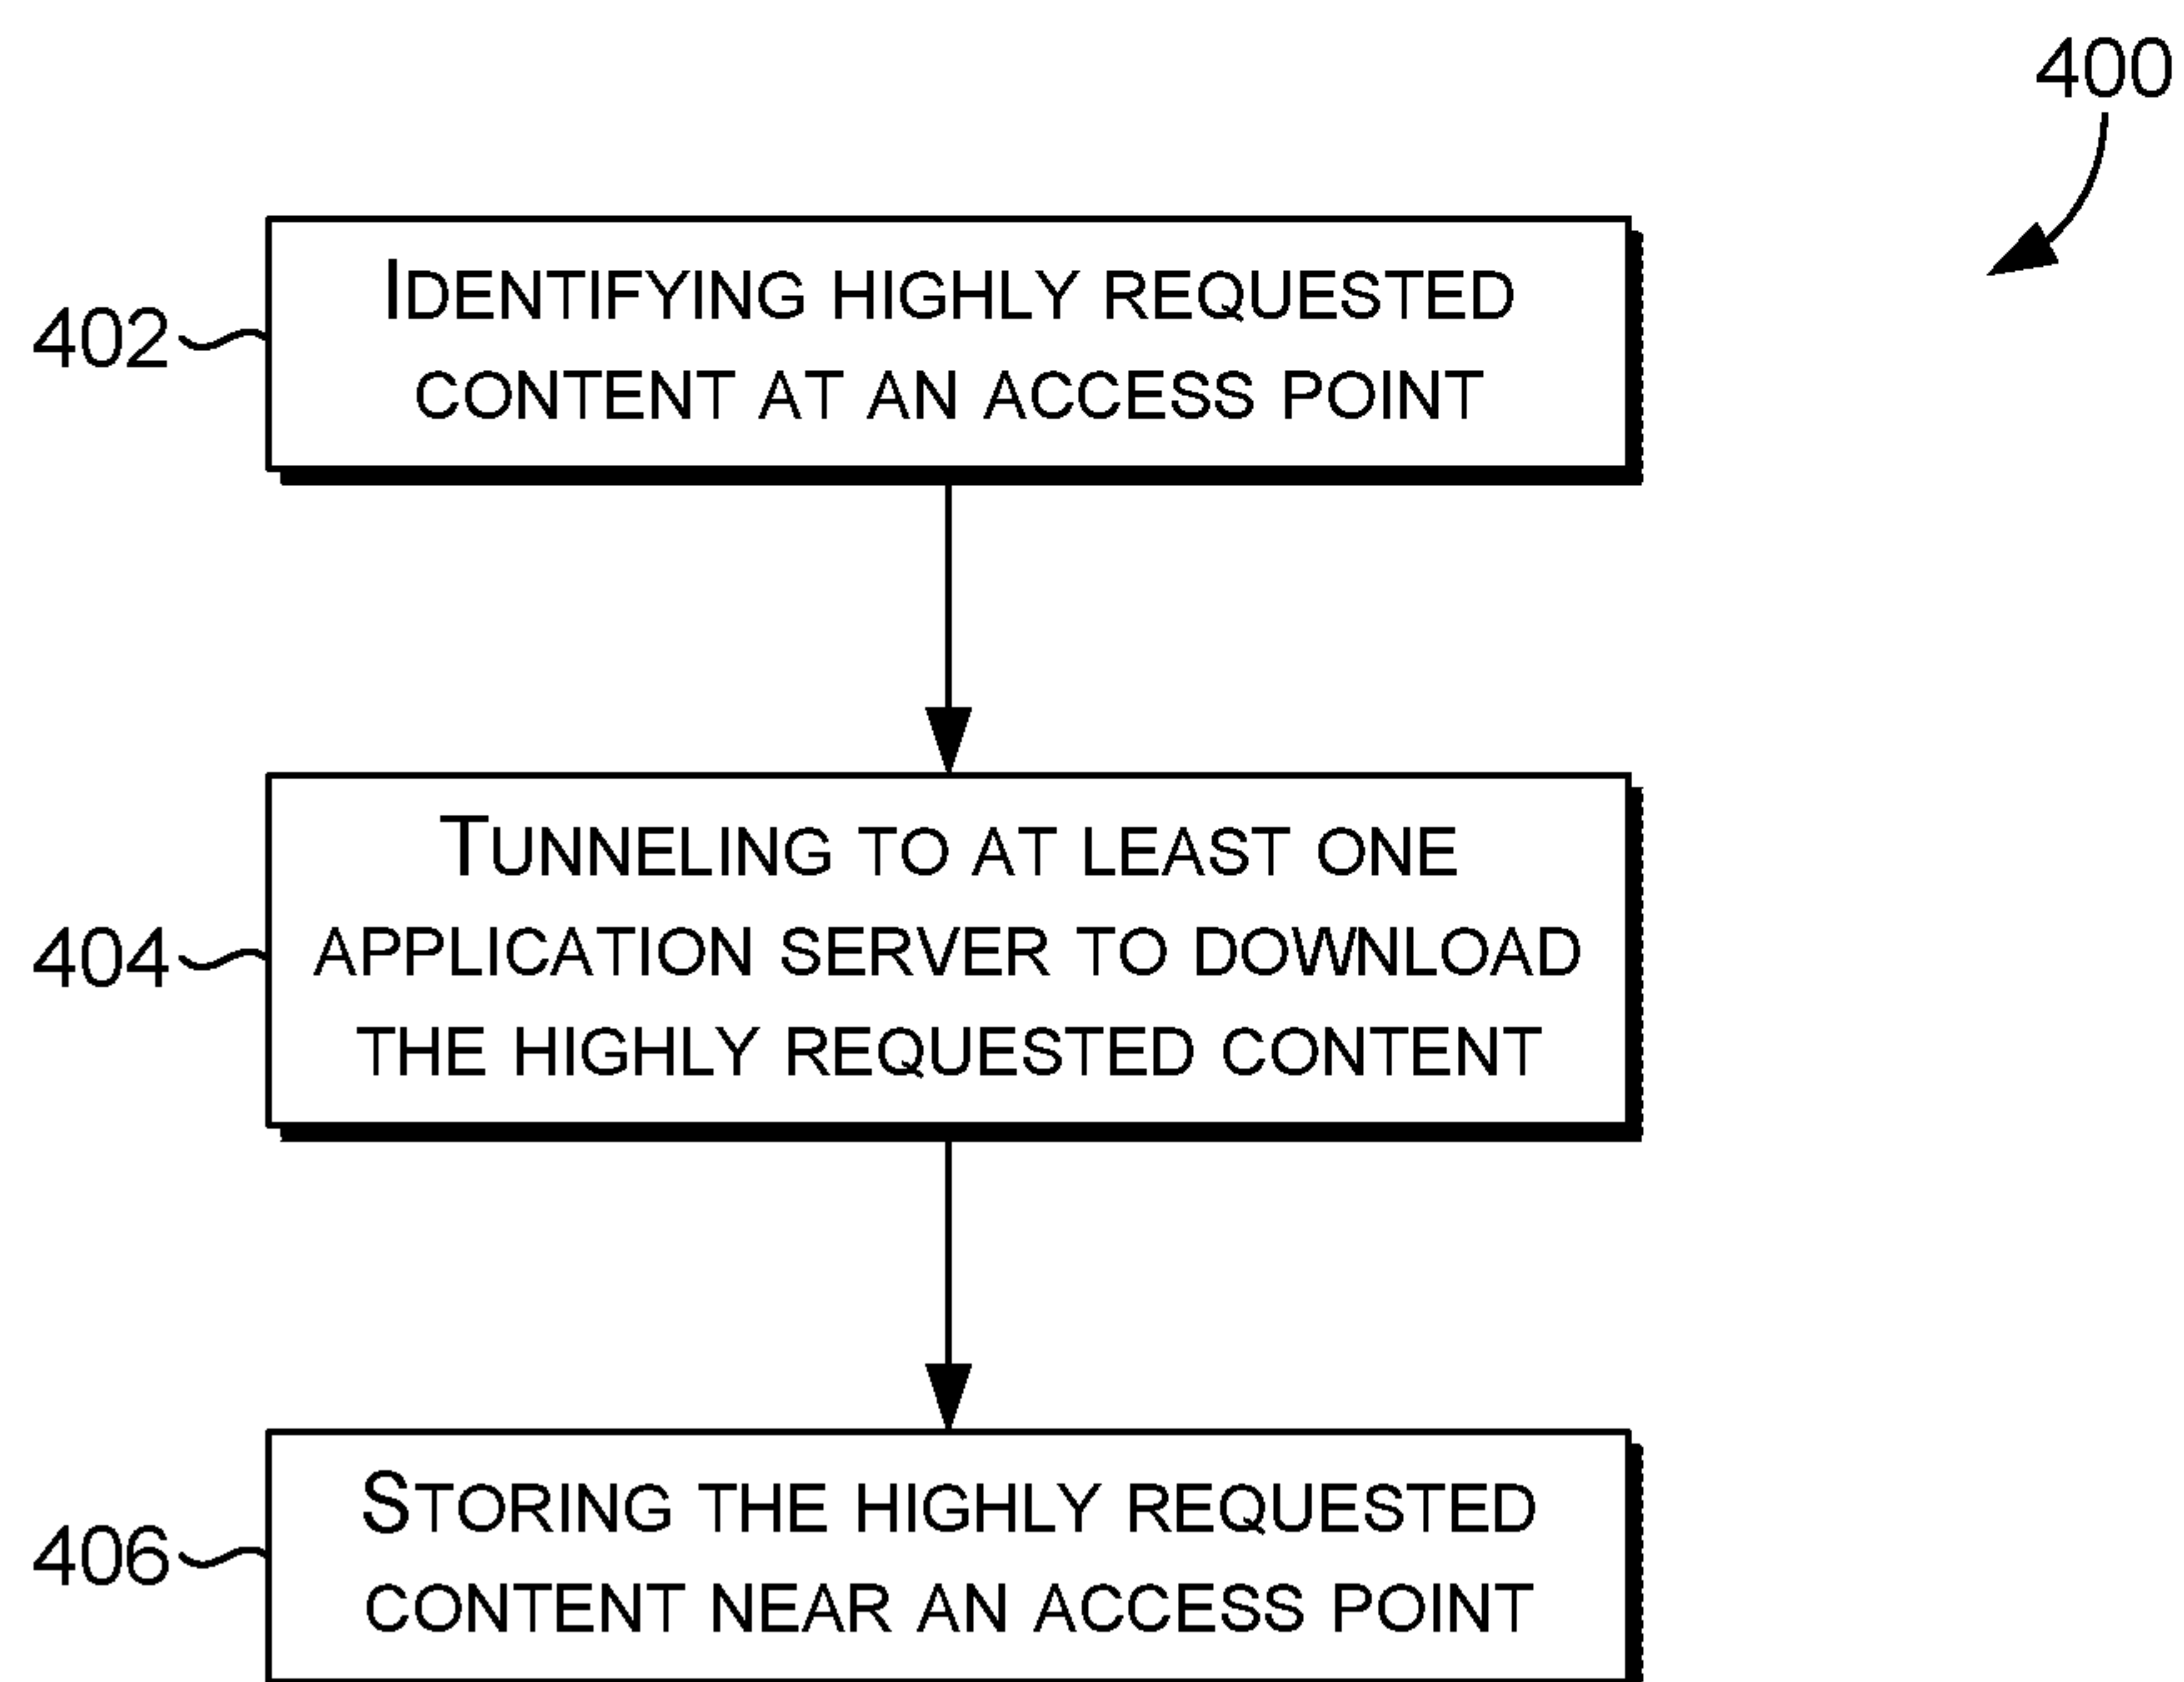 400
402
IDENTIFYING HIGHLY REQUESTED
CONTENT AT AN ACCESS POINT
404
TUNNELING TO AT LEAST ONE
APPLICATION SERVER TO DOWNLOAD
THE HIGHLY REQUESTED CONTENT
406
STORING THE HIGHLY REQUESTED
CONTENT NEAR AN ACCESS POINT